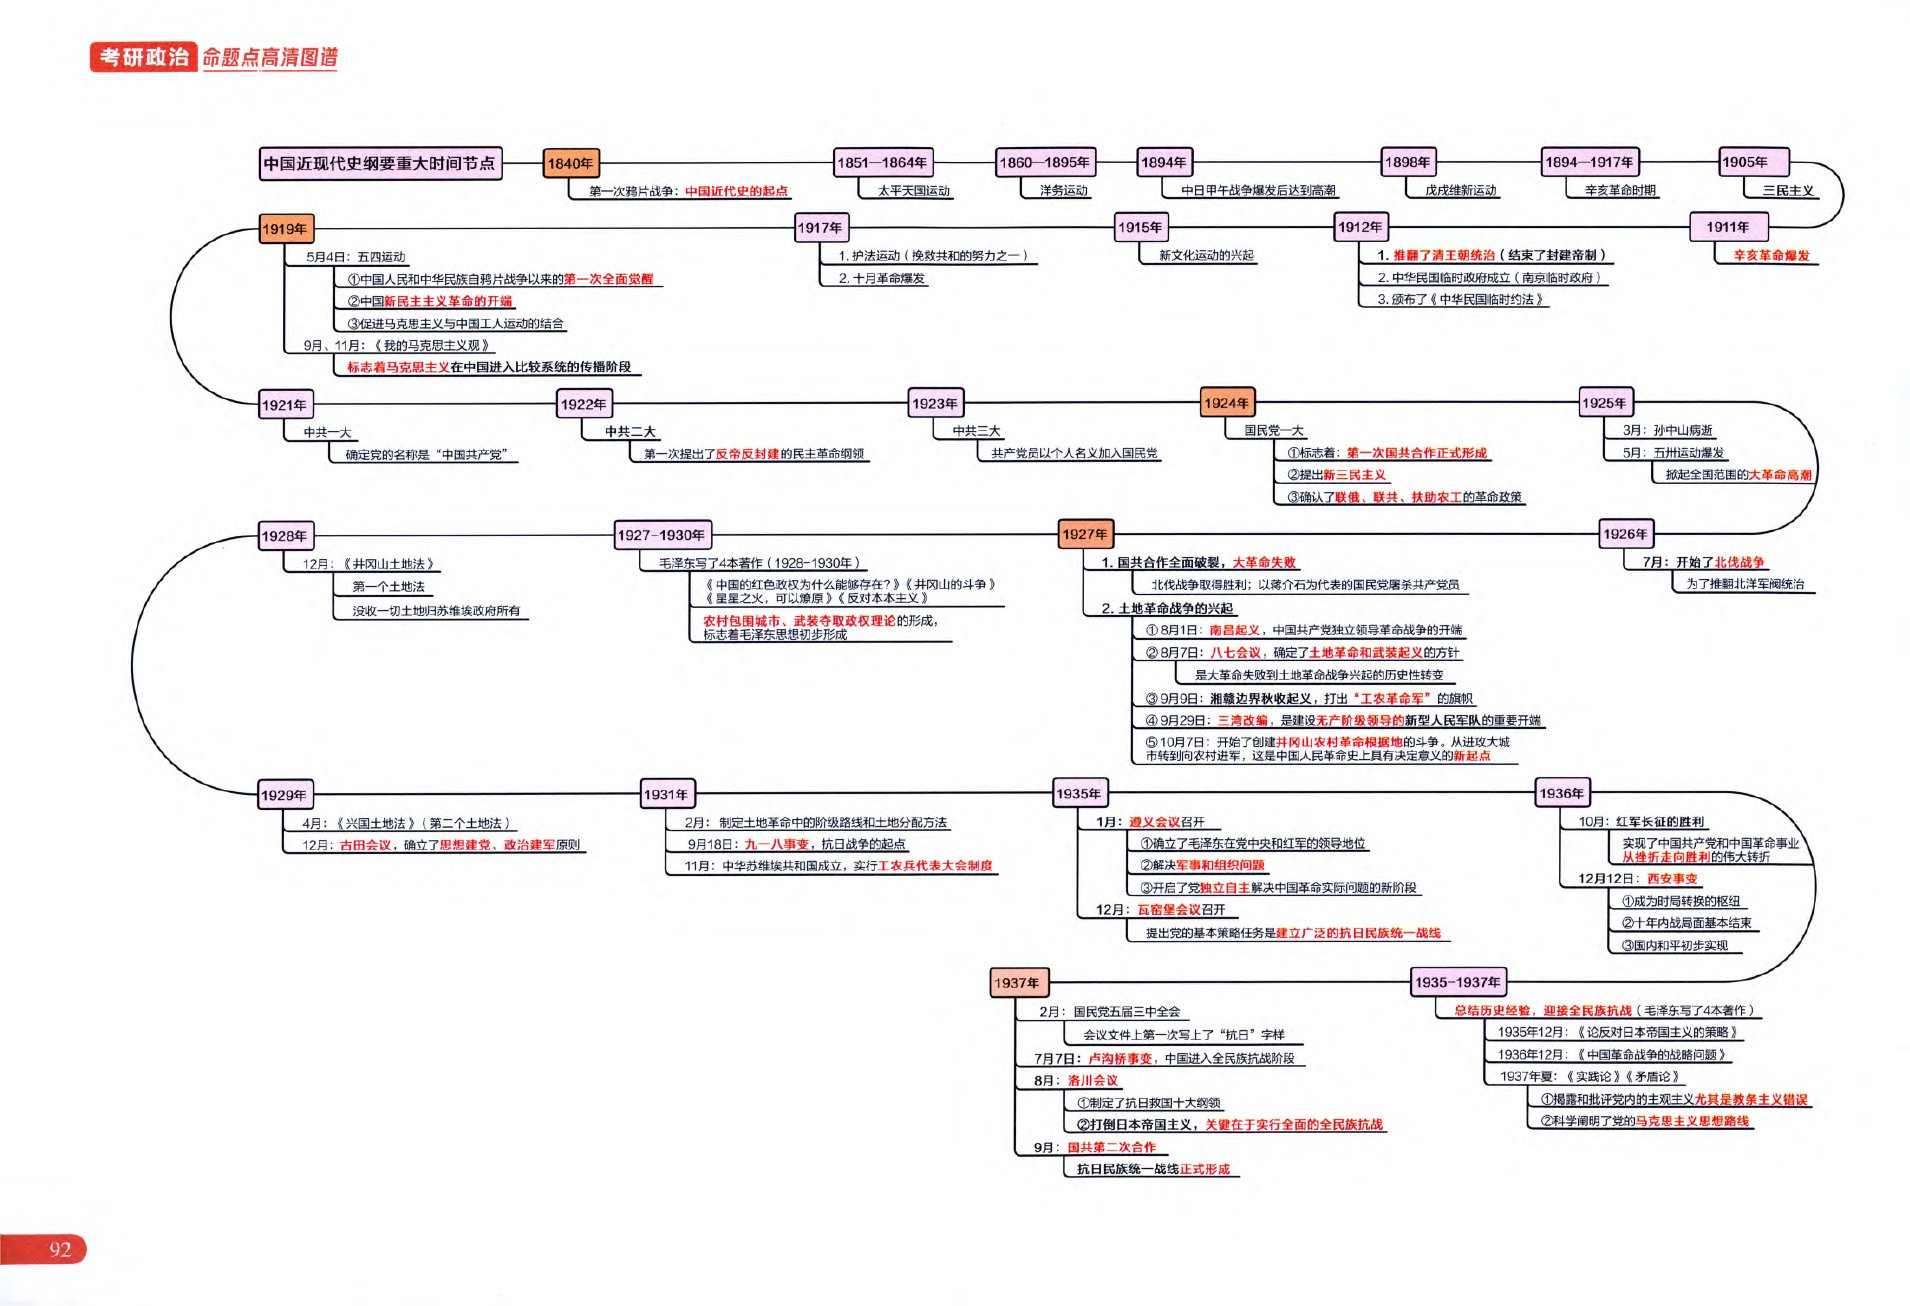 考研政治 命题点高清图谱
中国近现代史纲要重大时间节点
1840年
第一次鸦片战争：中国近代史的起点
1851—1864年
太平天国运动
1860—1895年
洋务运动
1894年
中日甲午战争爆发后达到高潮
1898年
戊戌维新运动
1894—1917年
辛亥革命时期
1905年
三民主义
1911年
辛亥革命爆发
1912年
1. 推翻了清王朝统治（结束了封建帝制）
2. 中华民国临时政府成立（南京临时政府）
3. 颁布了《中华民国临时约法》
1915年
新文化运动的兴起
1917年
1. 护法运动（挽救共和的努力之一）
2. 十月革命爆发
1919年
5月4日：五四运动
①中国人民和中华民族自鸦片战争以来的第一次全面觉醒
②中国新民主主义革命的开端
③促进马克思主义与中国工人运动的结合
9月、11月：《我的马克思主义观》
标志着马克思主义在中国进入比较系统的传播阶段
1921年
中共一大
确定党的名称是“中国共产党”
1922年
中共二大
第一次提出了反帝反封建的民主革命纲领
1923年
中共三大
共产党员以个人名义加入国民党
1924年
国民党一大
①标志着：第一次国共合作正式形成
②提出新三民主义
③确认了联俄、联共、扶助农工的革命政策
1925年
3月：孙中山病逝
5月：五卅运动爆发
掀起全国范围的大革命高潮
1926年
7月：开始了北伐战争
为了推翻北洋军阀统治
1927年
1. 国共合作全面破裂，大革命失败
北伐战争取得胜利；以蒋介石为代表的国民党屠杀共产党员
2. 土地革命战争的兴起
①8月1日：南昌起义，中国共产党独立领导革命战争的开端
②8月7日：八七会议，确定了土地革命和武装起义的方针
是大革命失败到土地革命战争兴起的历史性转变
③9月9日：湘赣边界秋收起义，打出“工农革命军”的旗帜
④9月29日：三湾改编，是建设无产阶级领导的新型人民军队的重要开端
⑤10月7日：开始了创建井冈山农村革命根据地的斗争。从进攻大城
市转到向农村进军，这是中国人民革命史上具有决定意义的新起点
1927-1930年
毛泽东写了4本著作（1928-1930年）
《中国的红色政权为什么能够存在？》《井冈山的斗争》
《星星之火，可以燎原》《反对本本主义》
农村包围城市、武装夺取政权理论的形成，
标志着毛泽东思想初步形成
1928年
12月：《井冈山土地法》
第一个土地法
没收一切土地归苏维埃政府所有
1929年
4月：《兴国土地法》（第二个土地法）
12月：古田会议，确立了思想建党、政治建军原则
1931年
2月：制定土地革命中的阶级路线和土地分配方法
9月18日：九一八事变，抗日战争的起点
11月：中华苏维埃共和国成立，实行工农兵代表大会制度
1935年
1月：遵义会议召开
①确立了毛泽东在党中央和红军的领导地位
②解决军事和组织问题
③开启了党独立自主解决中国革命实际问题的新阶段
12月：瓦窑堡会议召开
提出党的基本策略任务是建立广泛的抗日民族统一战线
1936年
10月：红军长征的胜利
实现了中国共产党和中国革命事业
从挫折走向胜利的伟大转折
12月12日：西安事变
①成为时局转换的枢纽
②十年内战局面基本结束
③国内和平初步实现
1935-1937年
总结历史经验，迎接全民族抗战（毛泽东写了4本著作）
1935年12月：《论反对日本帝国主义的策略》
1936年12月：《中国革命战争的战略问题》
1937年夏：《实践论》《矛盾论》
①揭露和批评党内的主观主义尤其是教条主义错误
②科学阐明了党的马克思主义思想路线
1937年
2月：国民党五届三中全会
会议文件上第一次写上了“抗日”字样
7月7日：卢沟桥事变，中国进入全民族抗战阶段
8月：洛川会议
①制定了抗日救国十大纲领
②打倒日本帝国主义，关键在于实行全面的全民族抗战
9月：国共第二次合作
抗日民族统一战线正式形成
92